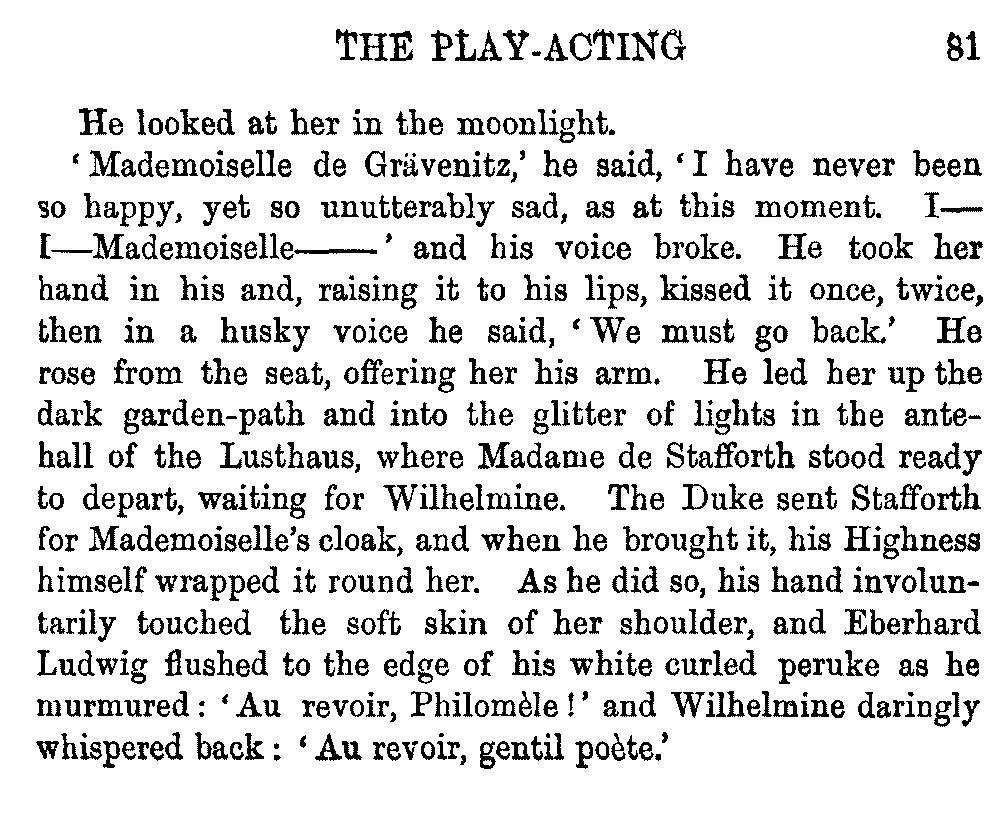 THE PLAY-ACTING 81
He looked at her in the moonlight.
‘Mademoiselle de Grävenitz,’ he said, ‘I have never been
so happy, yet so unutterably sad, as at this moment. I—
I—Mademoiselle——’ and his voice broke. He took her
hand in his and, raising it to his lips, kissed it once, twice,
then in a husky voice he said, ‘We must go back.’ He
rose from the seat, offering her his arm. He led her up the
dark garden-path and into the glitter of lights in the ante-
hall of the Lusthaus, where Madame de Stafforth stood ready
to depart, waiting for Wilhelmine. The Duke sent Stafforth
for Mademoiselle’s cloak, and when he brought it, his Highness
himself wrapped it round her. As he did so, his hand involun-
tarily touched the soft skin of her shoulder, and Eberhard
Ludwig flushed to the edge of his white curled peruke as he
murmured: ‘Au revoir, Philomèle!’ and Wilhelmine daringly
whispered back: ‘Au revoir, gentil poète.’